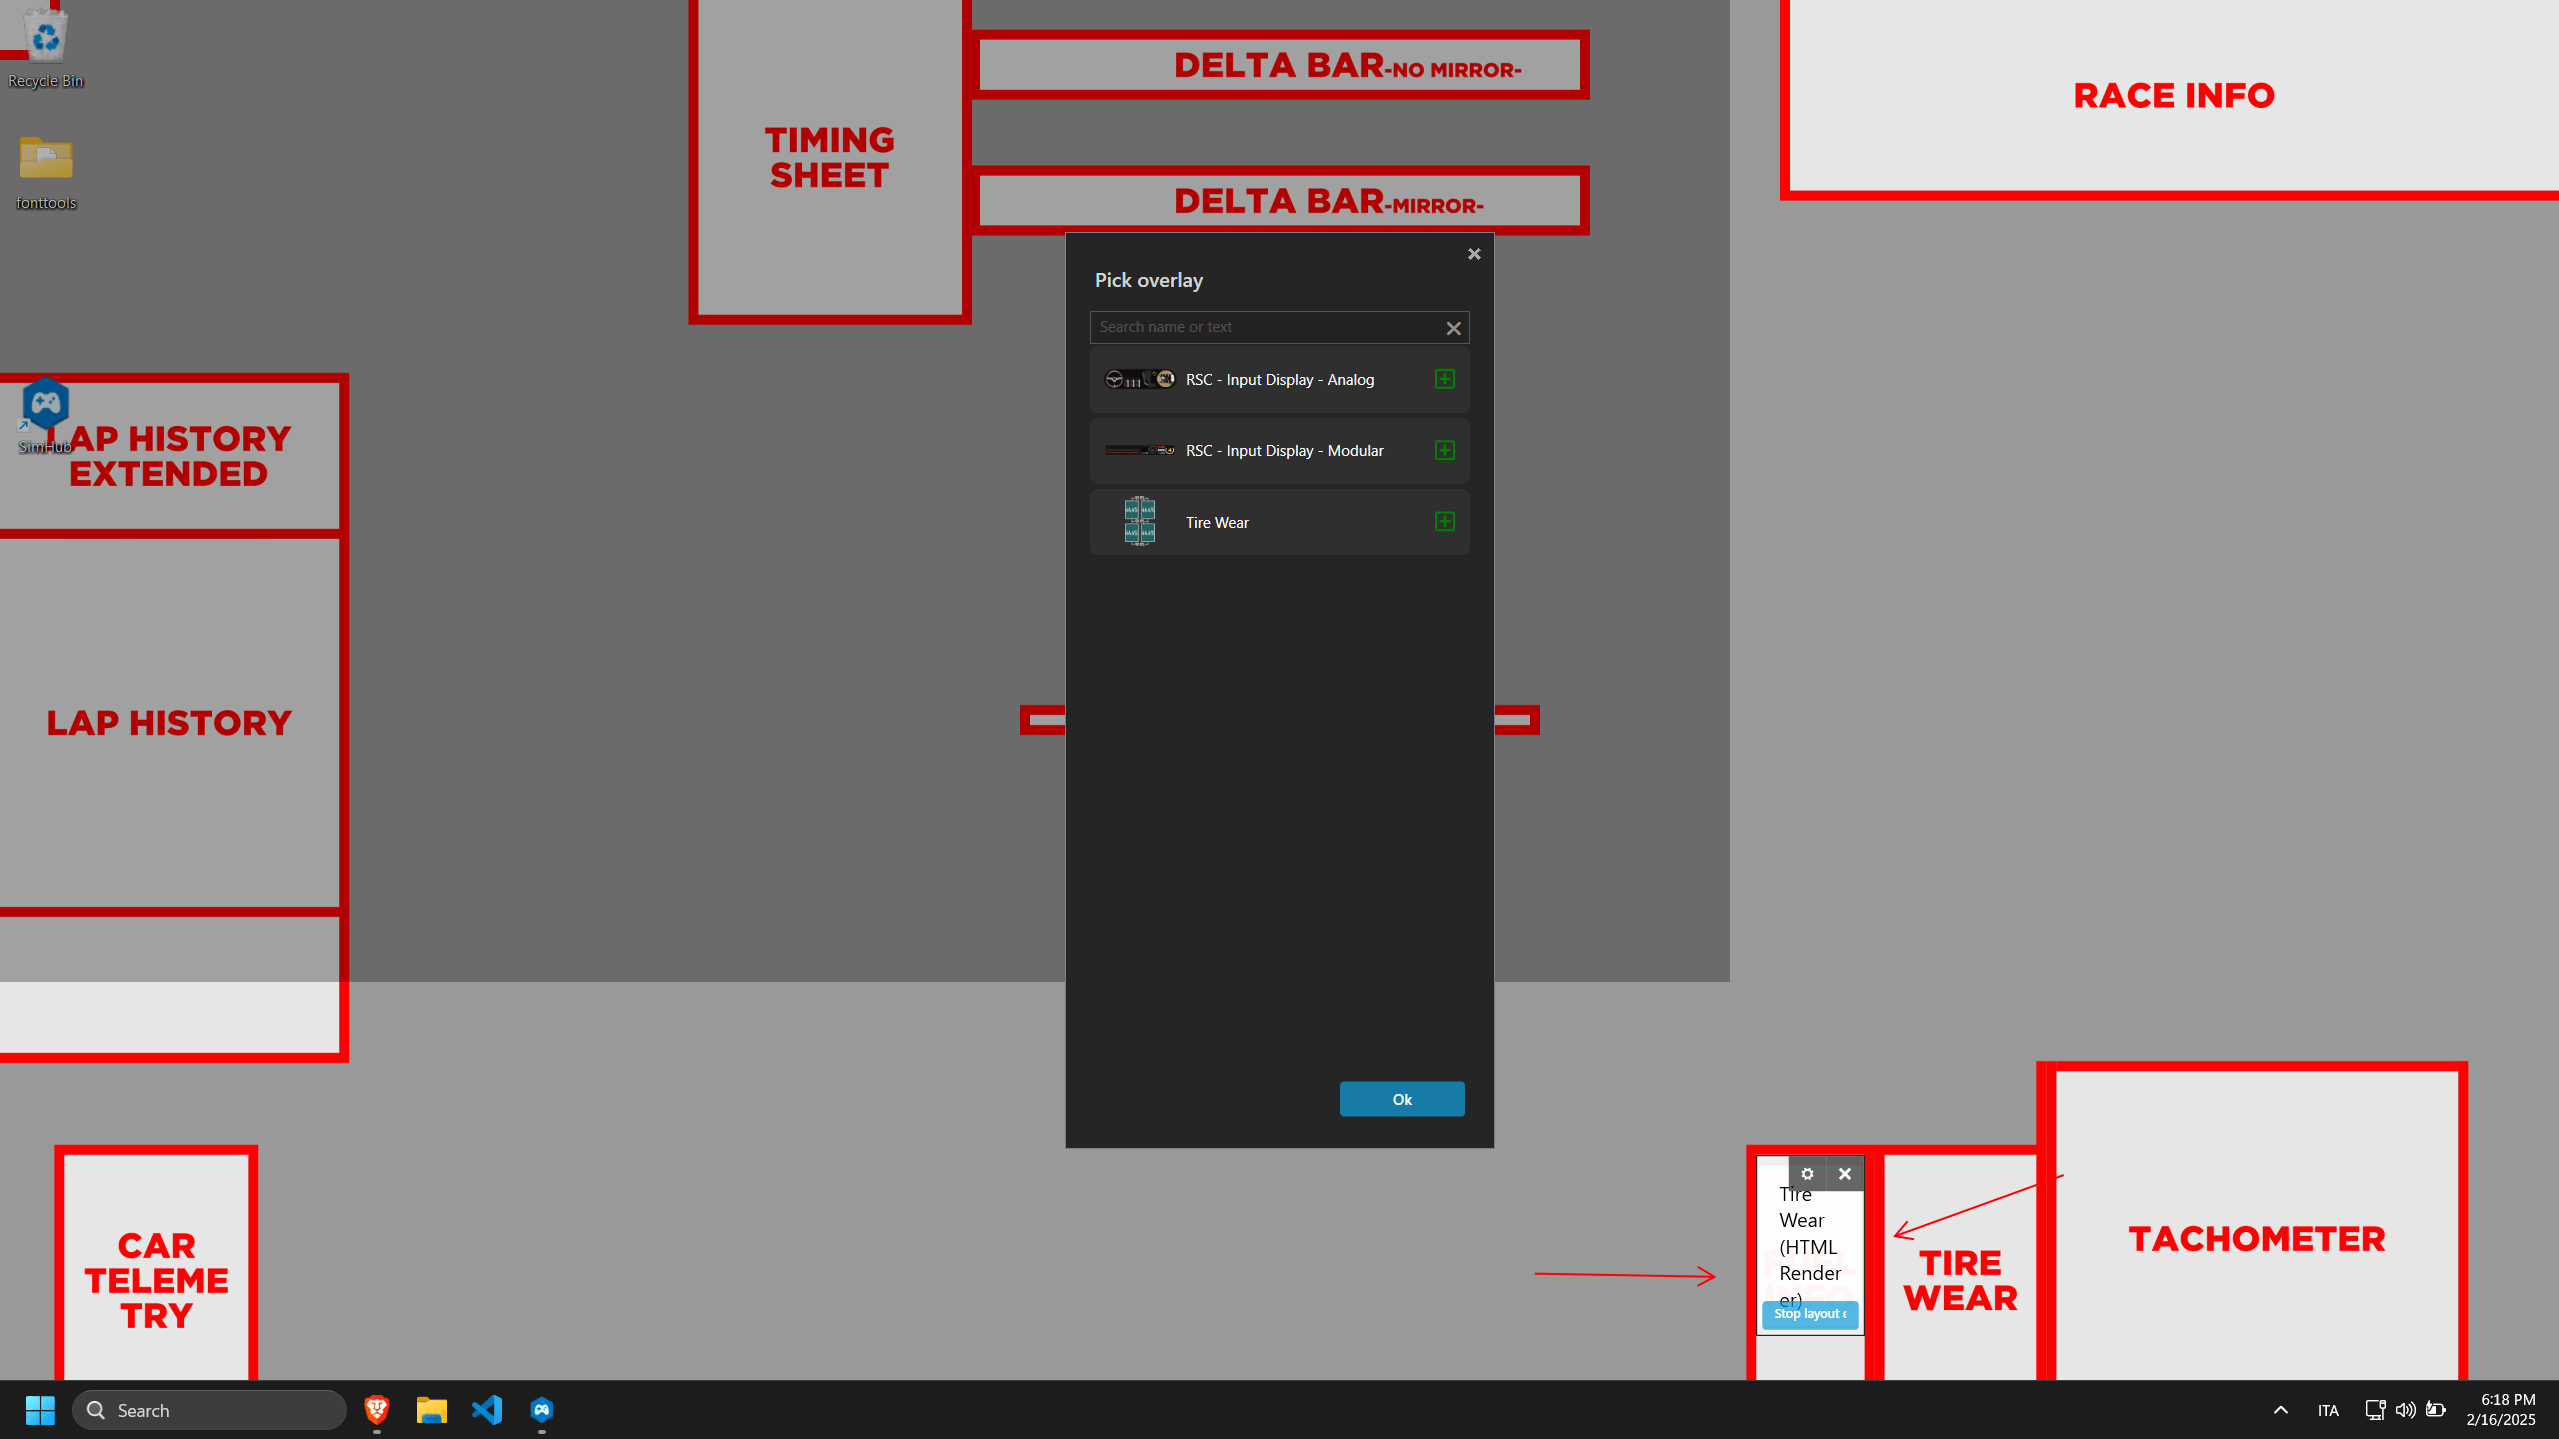 Recycle Bin
fonttools
SimHub
LAP HISTORY
EXTENDED
LAP HISTORY
CAR
TELEME
TRY
TIMING
SHEET
DELTA BAR-NO MIRROR-
DELTA BAR-MIRROR-
RACE INFO
Pick overlay
Search name or text
RSC - Input Display - Analog
RSC - Input Display - Modular
Tire Wear
Ok
Tire
Wear
(HTML
Render
er)
Stop layout e
TIRE
WEAR
TACHOMETER
Search
ITA
6:18 PM
2/16/2025